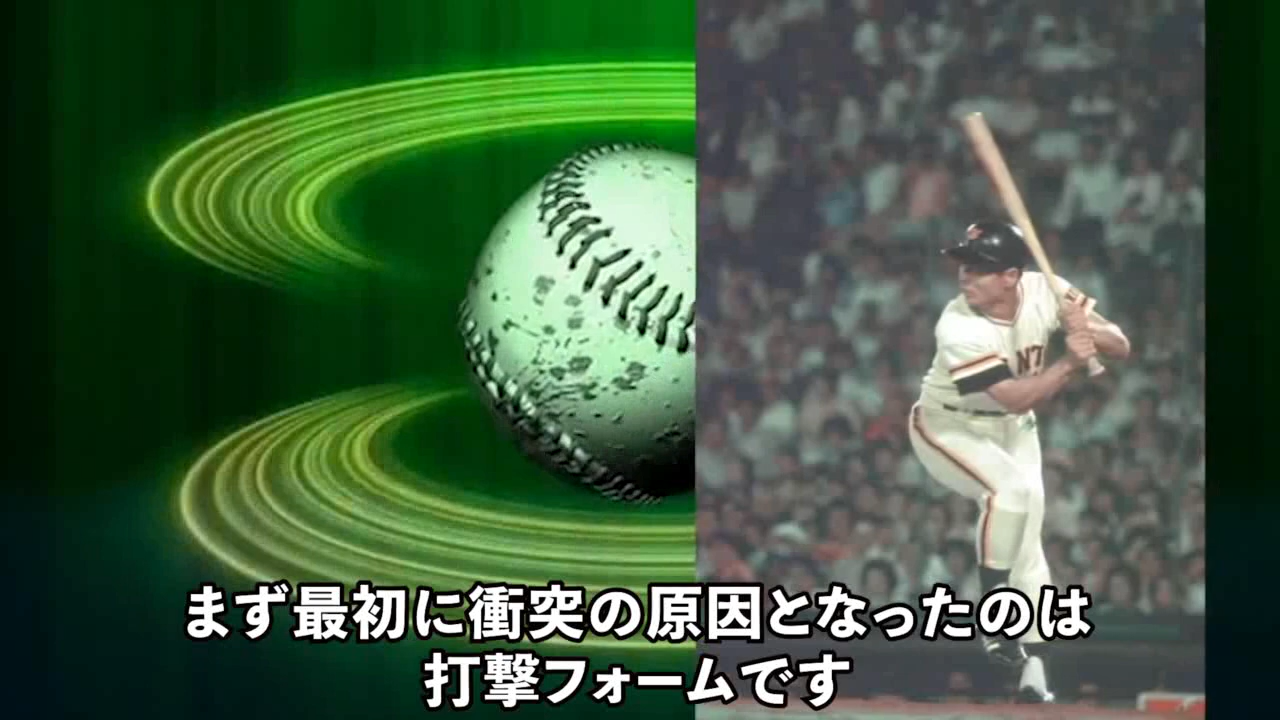 NT
まず最初に衝突の原因となったのは
打撃フォームです